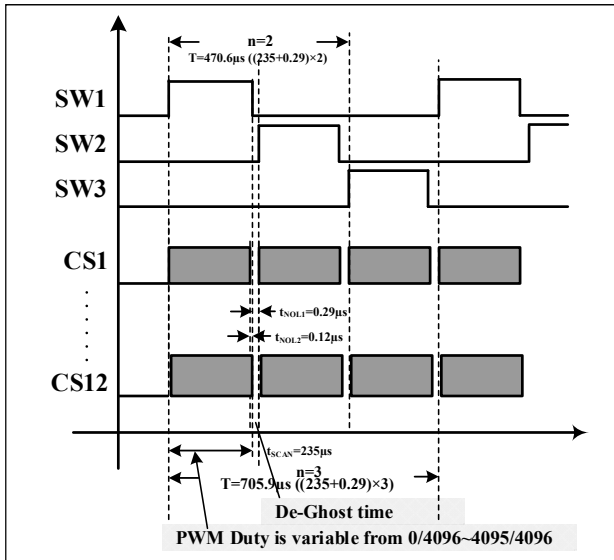 n=2
T=470.6µs ((235+0.29)×2)
SW1
SW2
SW3
CS1
tNOL1=0.29µs
tNOL2=0.12µs
CS12
tSCAN=235µs
n=3
T=705.9µs ((235+0.29)×3)
De-Ghost time
PWM Duty is variable from 0/4096~4095/4096